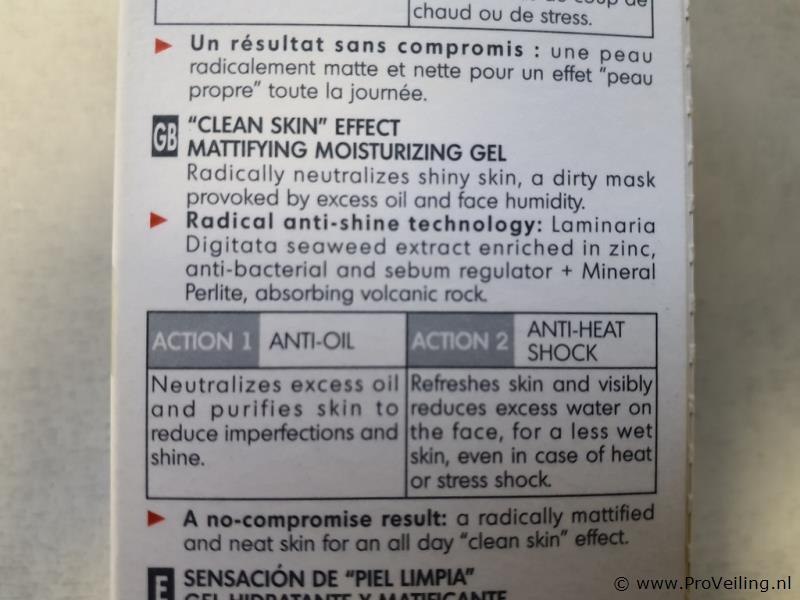 chaud ou de stress.
▶ Un résultat sans compromis : une peau
radicalement matte et nette pour un effet "peau
propre" toute la journée.
GB "CLEAN SKIN" EFFECT
MATTIFYING MOISTURIZING GEL
Radically neutralizes shiny skin, a dirty mask
provoked by excess oil and face humidity.
▶ Radical anti-shine technology: Laminaria
Digitata seaweed extract enriched in zinc,
anti-bacterial and sebum regulator + Mineral
Perlite, absorbing volcanic rock.
ACTION 1 ANTI-OIL
Neutralizes excess oil
and purifies skin to
reduce imperfections and
shine.
ACTION 2 ANTI-HEAT
SHOCK
Refreshes skin and visibly
reduces excess water on
the face, for a less wet
skin, even in case of heat
or stress shock.
▶ A no-compromise result: a radically mattified
and neat skin for an all day "clean skin" effect.
E SENSACIÓN DE "PIEL LIMPIA"
GEL HIDRATANTE Y MATIFICANTE
© www.ProVeiling.nl